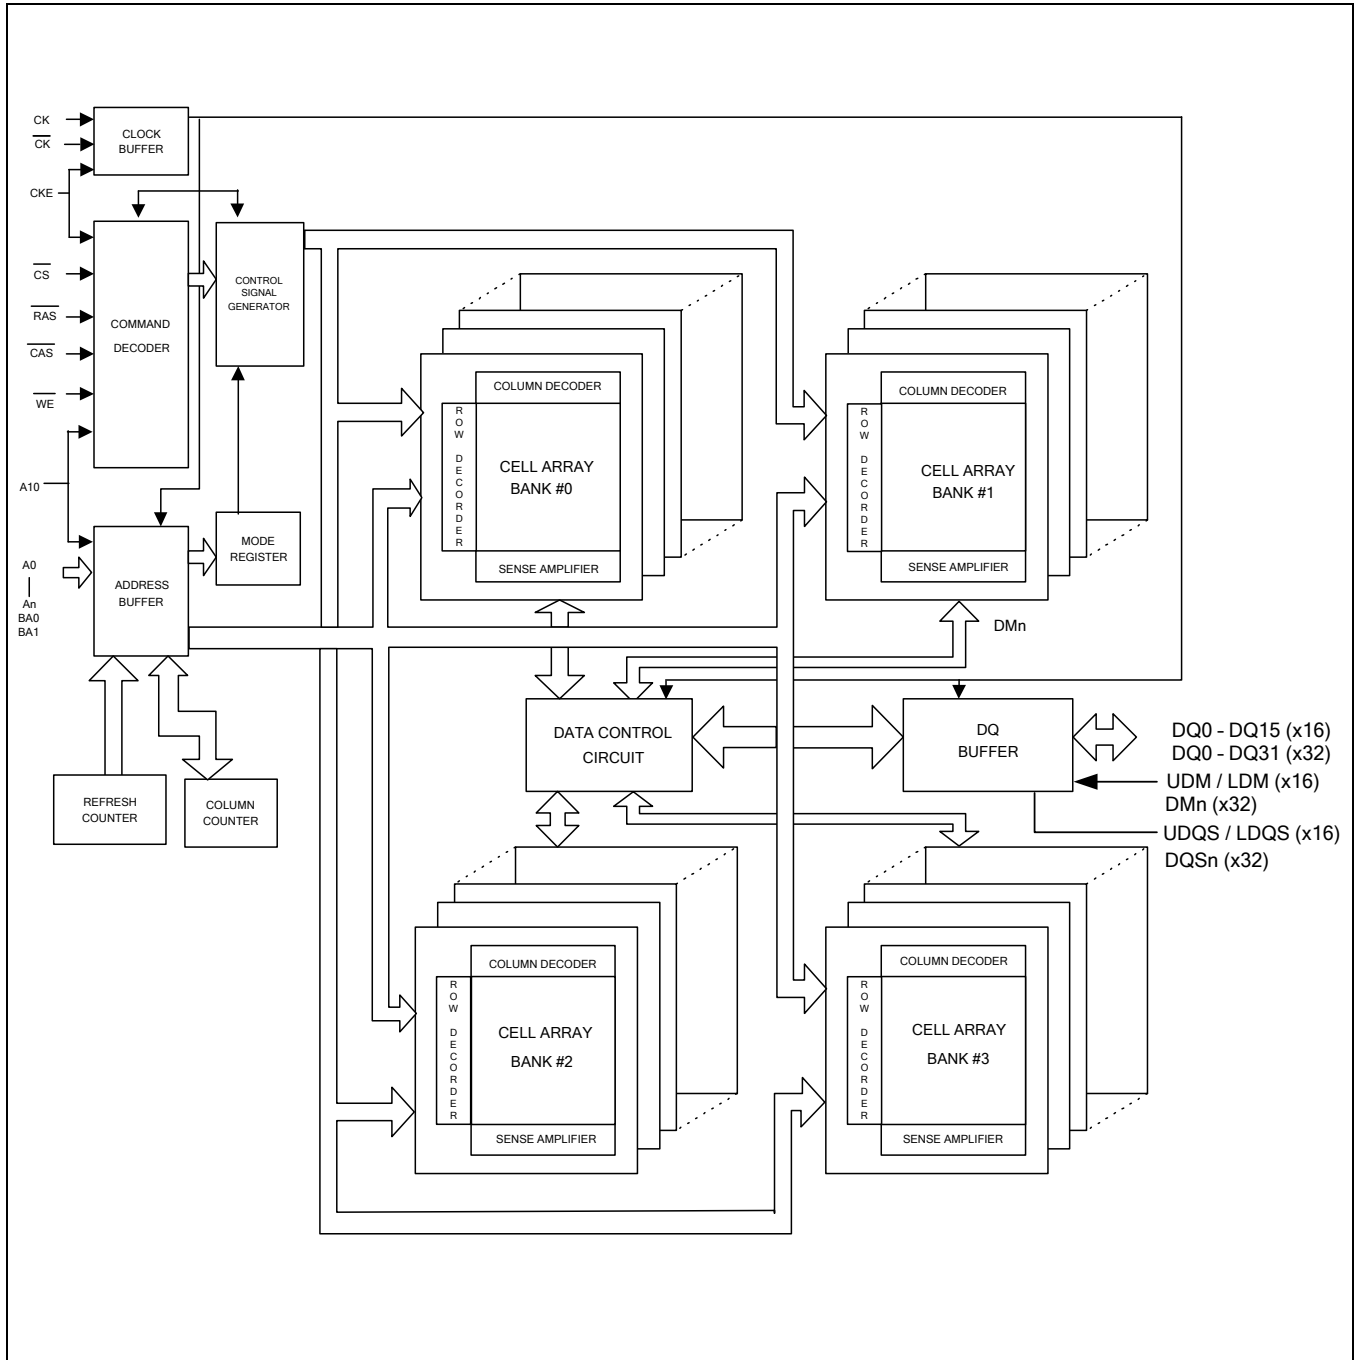 CK
CK
CKE
CS
RAS
CAS
WE
A10
A0
An
BA0
BA1
CLOCK
BUFFER
COMMAND
DECODER
CONTROL
SIGNAL
GENERATOR
MODE
REGISTER
ADDRESS
BUFFER
REFRESH
COUNTER
COLUMN
COUNTER
COLUMN DECODER
ROW DECORDER
CELL ARRAY
BANK #0
SENSE AMPLIFIER
COLUMN DECODER
ROW DECORDER
CELL ARRAY
BANK #1
SENSE AMPLIFIER
DMn
DATA CONTROL
CIRCUIT
DQ
BUFFER
DQ0 - DQ15 (x16)
DQ0 - DQ31 (x32)
UDM / LDM (x16)
DMn (x32)
UDQS / LDQS (x16)
DQSn (x32)
COLUMN DECODER
ROW DECORDER
CELL ARRAY
BANK #2
SENSE AMPLIFIER
COLUMN DECODER
ROW DECORDER
CELL ARRAY
BANK #3
SENSE AMPLIFIER